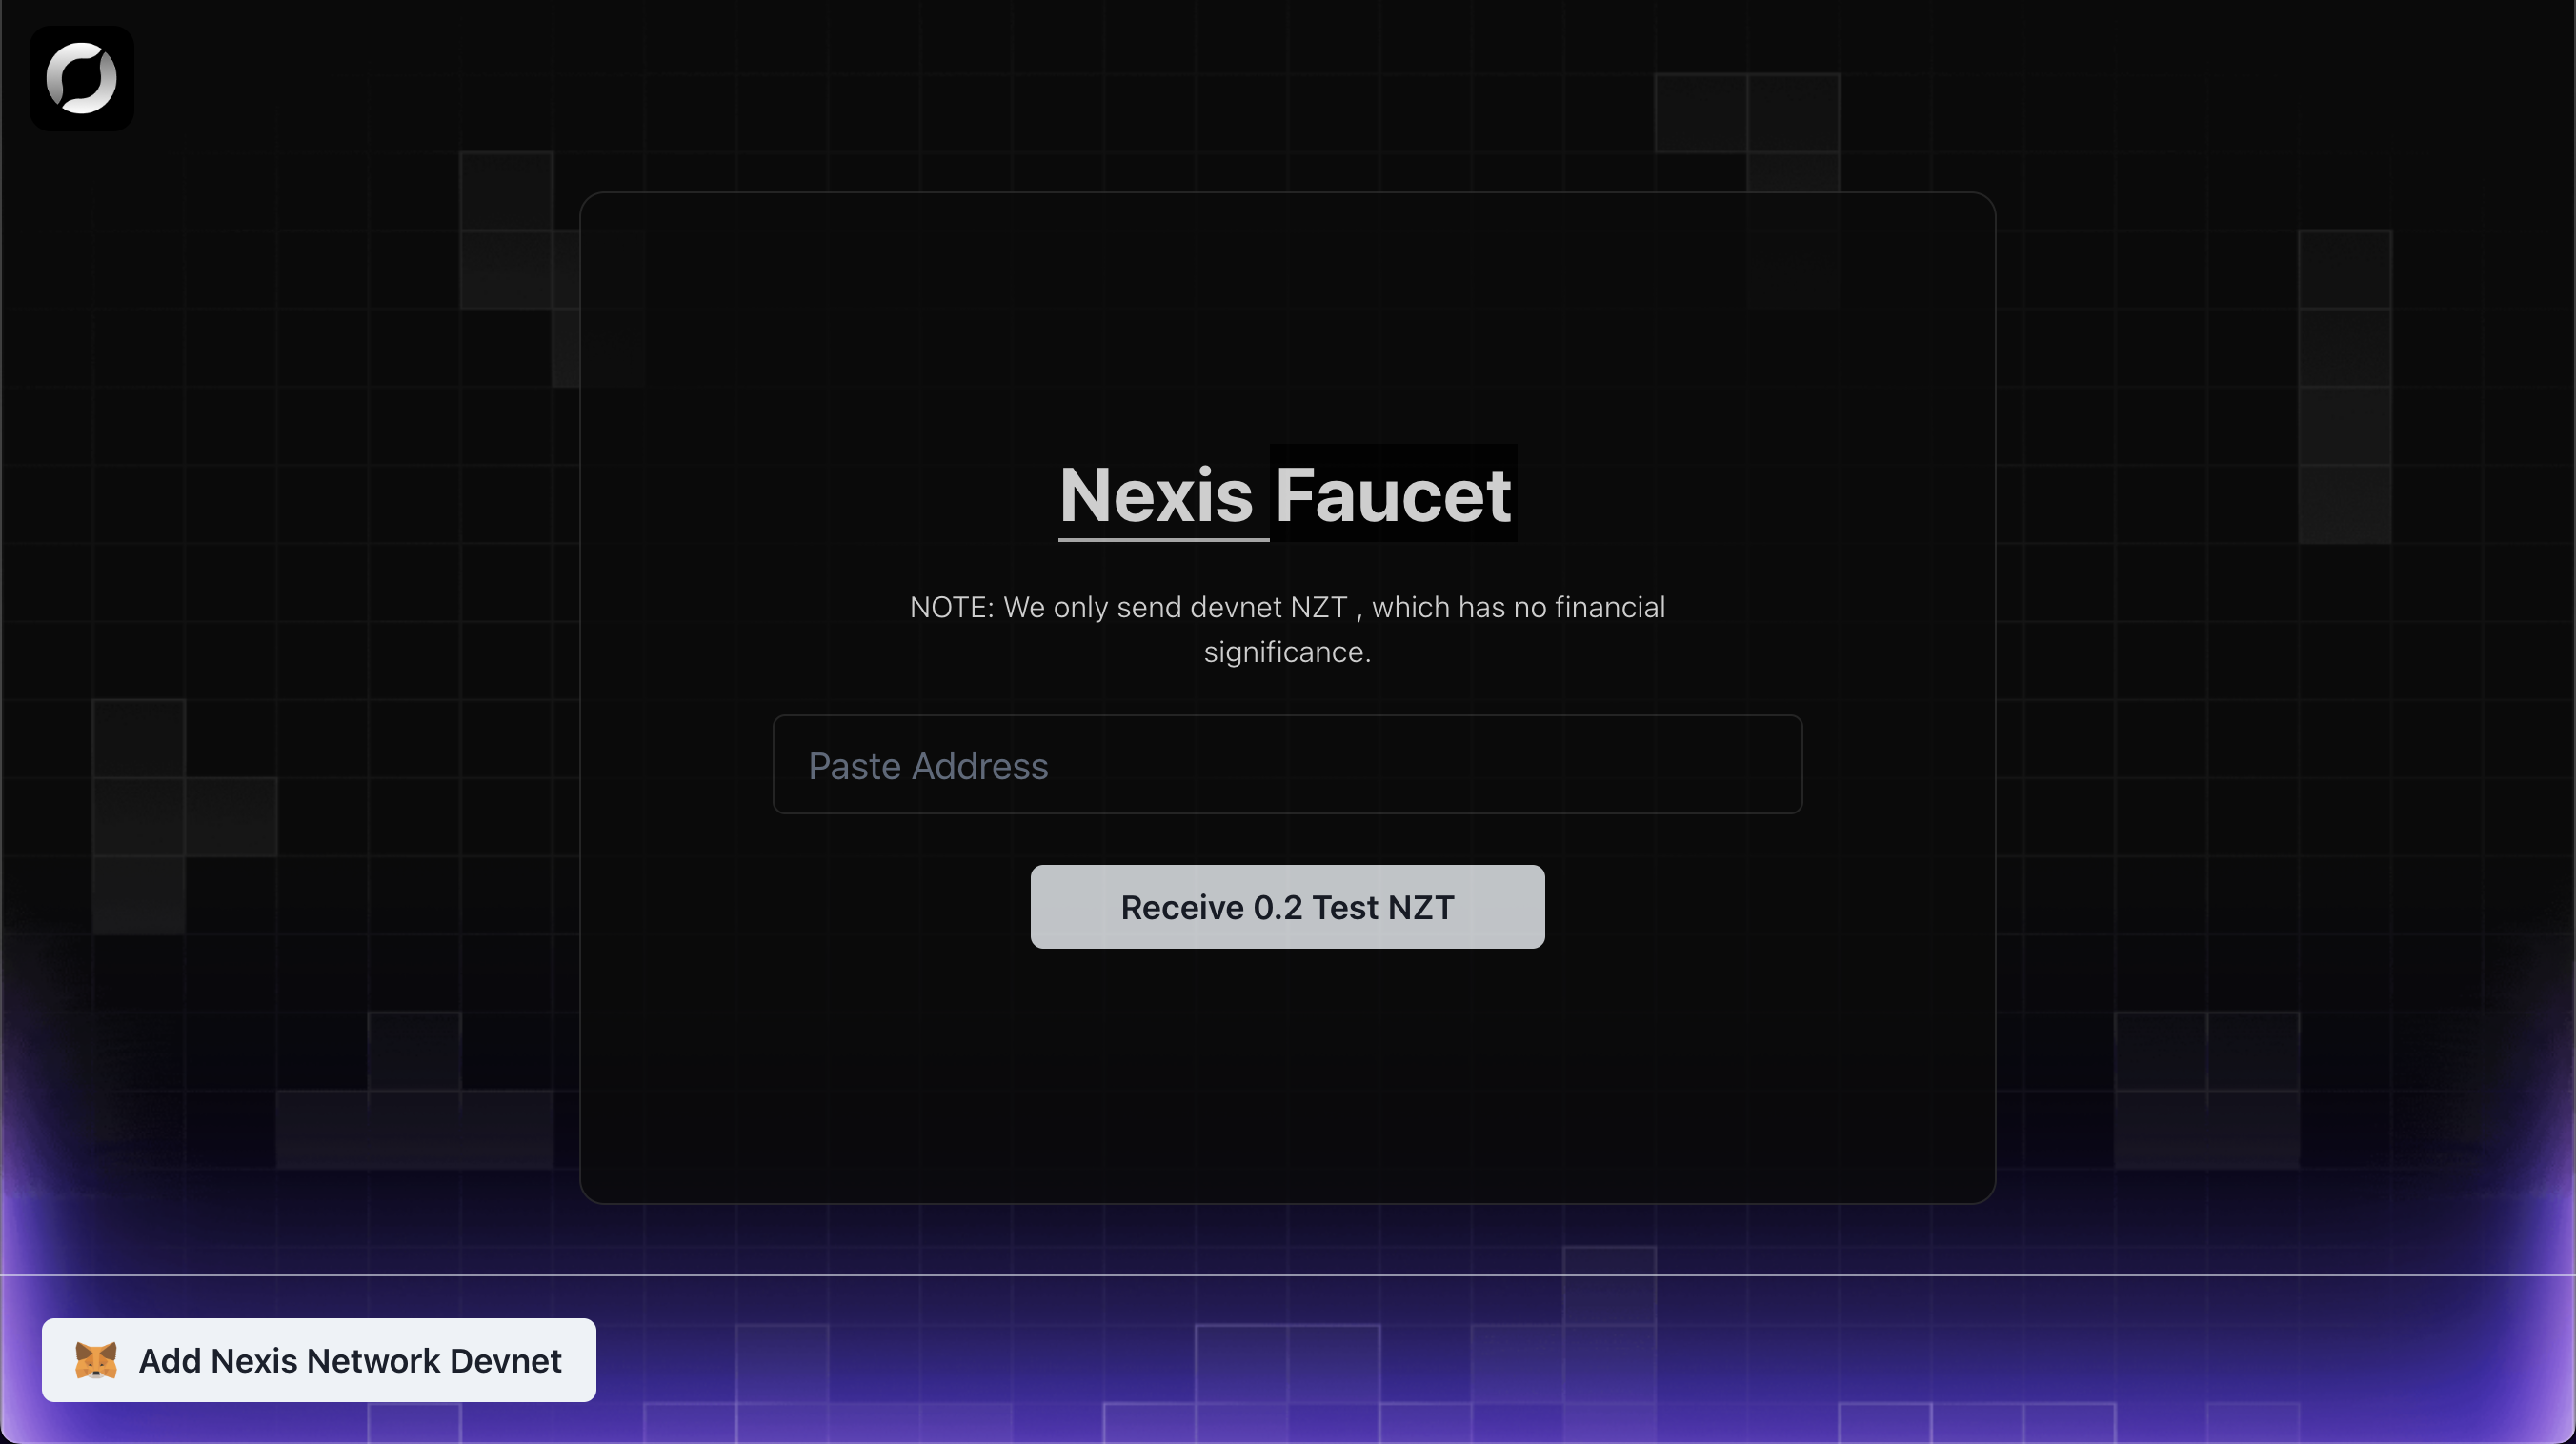 Nexis Faucet
NOTE: We only send devnet NZT , which has no financial
significance.
Paste Address
Receive 0.2 Test NZT
Add Nexis Network Devnet